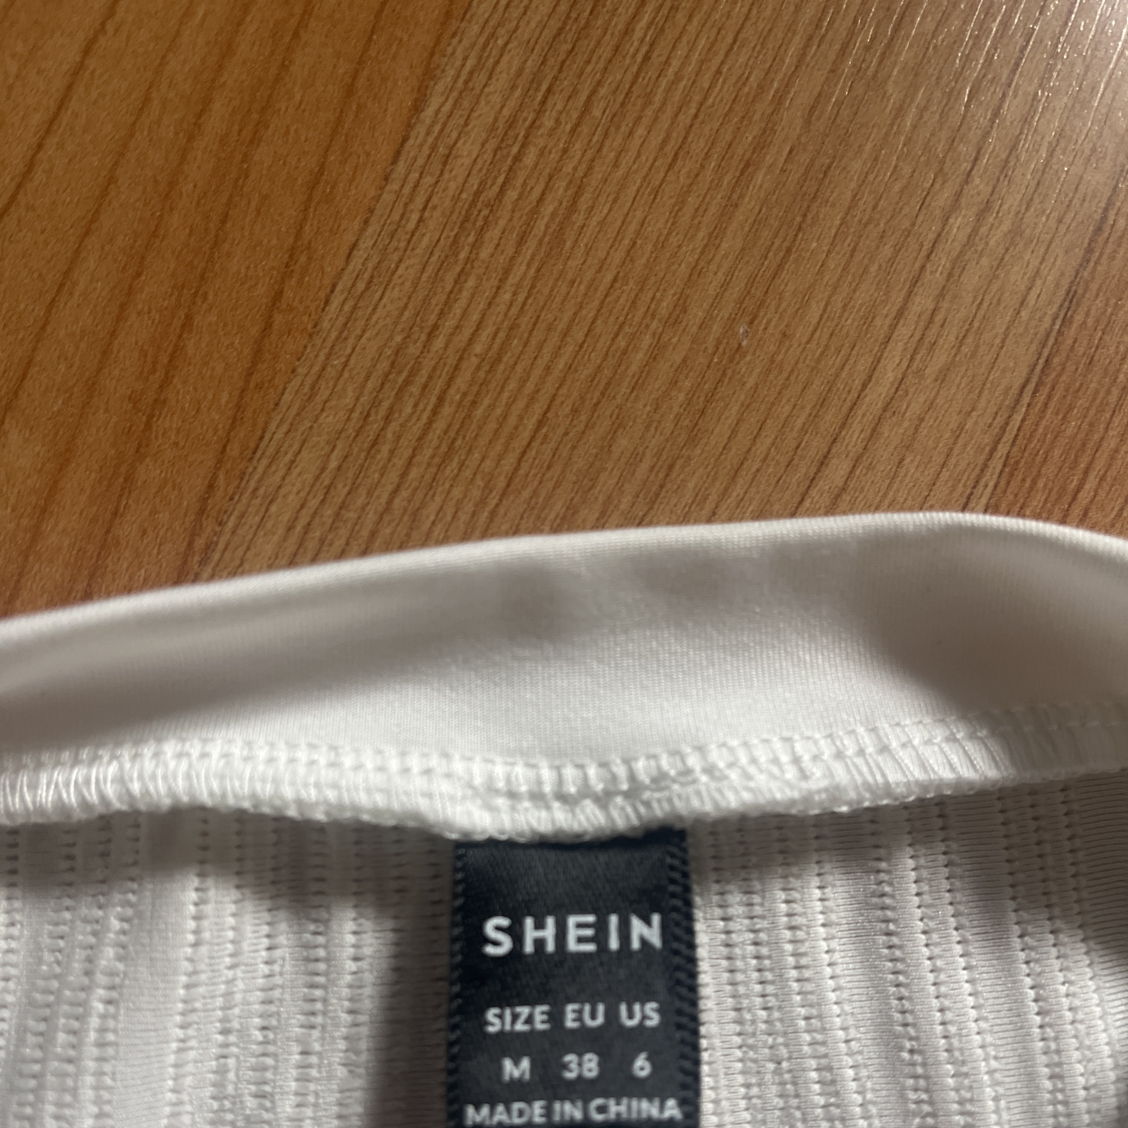 SHEIN
SIZE EU US
M 38 6
MADE IN CHINA